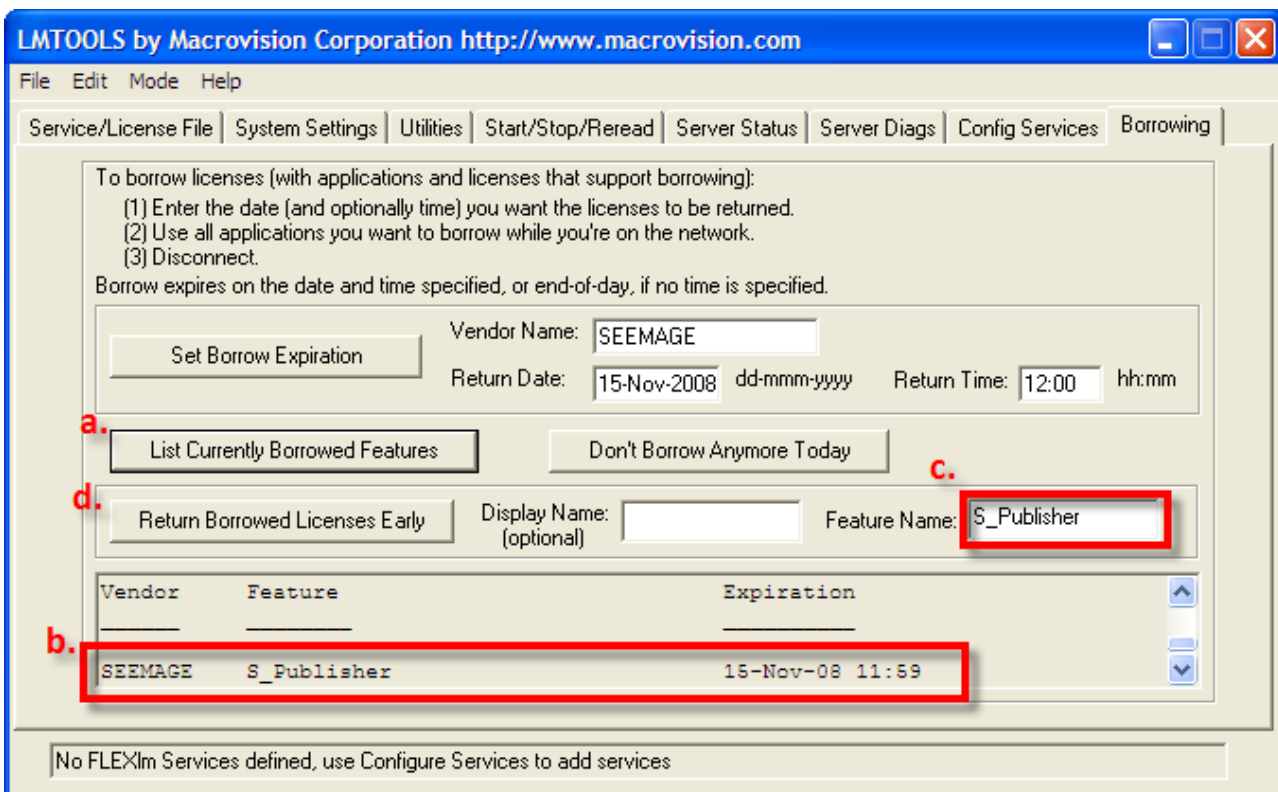 LMTOOLS by Macrovision Corporation http://www.macrovision.com
File Edit Mode Help
Service/License File System Settings Utilities Start/Stop/Reread Server Status Server Diags Config Services Borrowing
To borrow licenses (with applications and licenses that support borrowing):
(1) Enter the date (and optionally time) you want the licenses to be returned.
(2) Use all applications you want to borrow while you're on the network.
(3) Disconnect.
Borrow expires on the date and time specified, or end-of-day, if no time is specified.
Set Borrow Expiration
Vendor Name: SEEMAGE
Return Date: 15-Nov-2008 dd-mmm-yyyy Return Time: 12:00 hh:mm
a.
List Currently Borrowed Features Don't Borrow Anymore Today
c.
d.
Return Borrowed Licenses Early Display Name: (optional) Feature Name: S_Publisher
Vendor Feature Expiration
______ ________ __________
b.
SEEMAGE S_Publisher 15-Nov-08 11:59
No FLEXlm Services defined, use Configure Services to add services